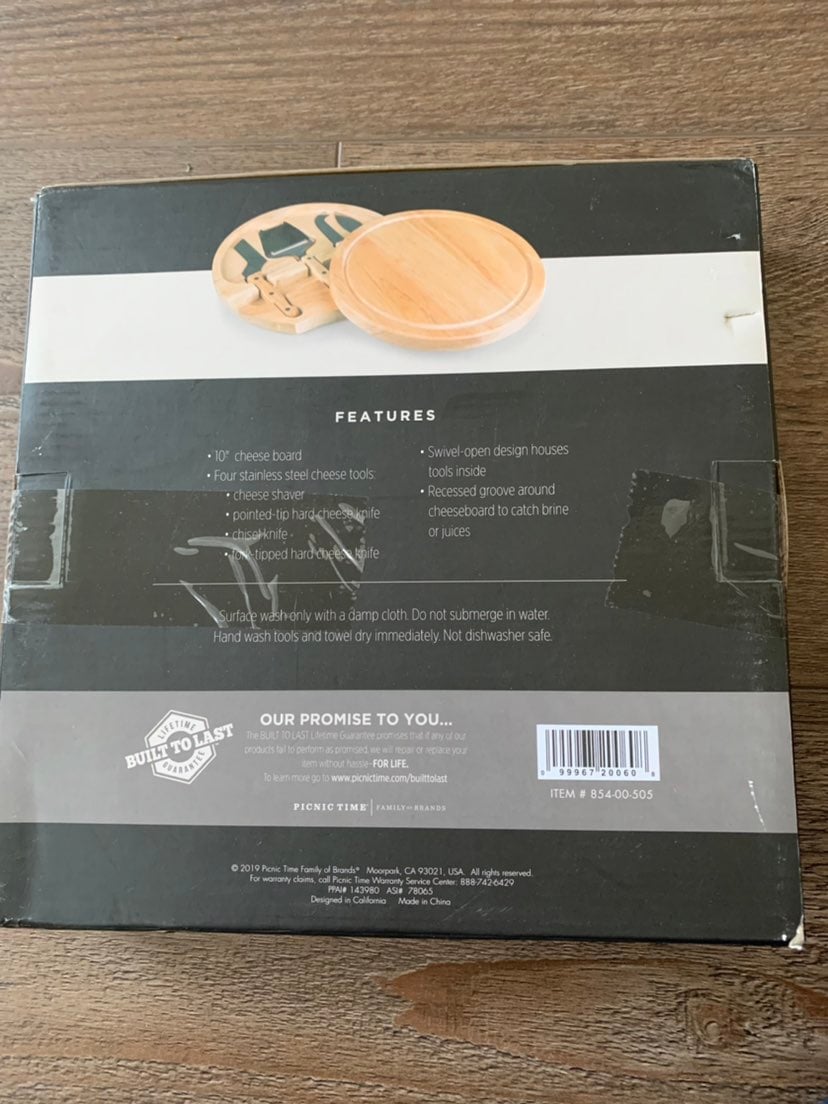 FEATURES
• 10" cheese board
• Four stainless steel cheese tools:
• cheese shaver
• pointed-tip hard cheese knife
• chisel knife
• fork-tipped hard cheese knife
• Swivel-open design houses
tools inside
• Recessed groove around
cheeseboard to catch brine
or juices
Surface wash only with a damp cloth. Do not submerge in water.
Hand wash tools and towel dry immediately. Not dishwasher safe.
LIFETIME
BUILT TO LAST
GUARANTEE
OUR PROMISE TO YOU...
The BUILT TO LAST Lifetime Guarantee promises that if any of our
products fail to perform as promised, we will repair or replace your
item without hassle-FOR LIFE.
To learn more go to www.picnictime.com/builttolast
PICNIC TIME® | FAMILY OF BRANDS
0 99967 20060 8
ITEM # 854-00-505
© 2019 Picnic Time Family of Brands® Moorpark, CA 93021, USA. All rights reserved.
For warranty claims, call Picnic Time Warranty Service Center: 888-742-6429
PPAI# 143980 ASI# 78065
Designed in California Made in China